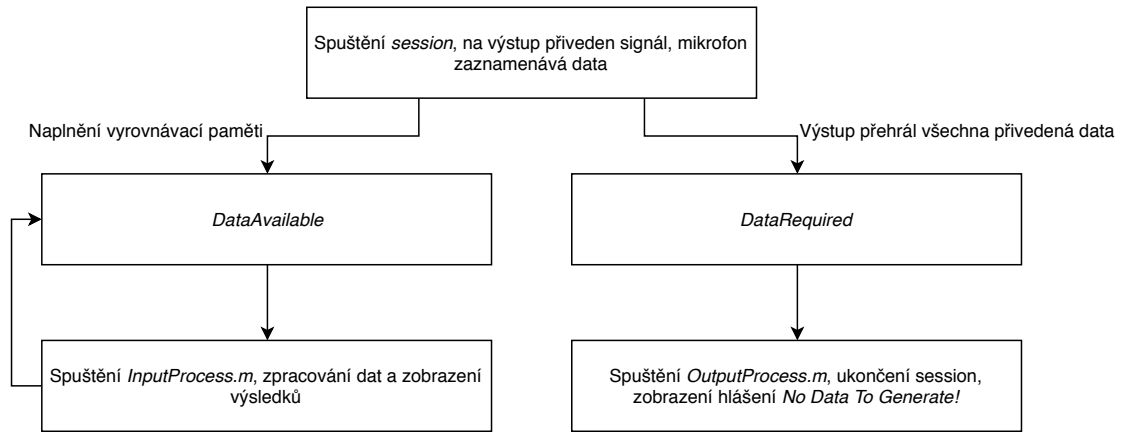 Spuštění session, na výstup přiveden signál, mikrofon
zaznamenává data
Naplnění vyrovnávací paměti
Výstup přehrál všechna přivedená data
DataAvailable
DataRequired
Spuštění InputProcess.m, zpracování dat a zobrazení
výsledků
Spuštění OutputProcess.m, ukončení session,
zobrazení hlášení No Data To Generate!